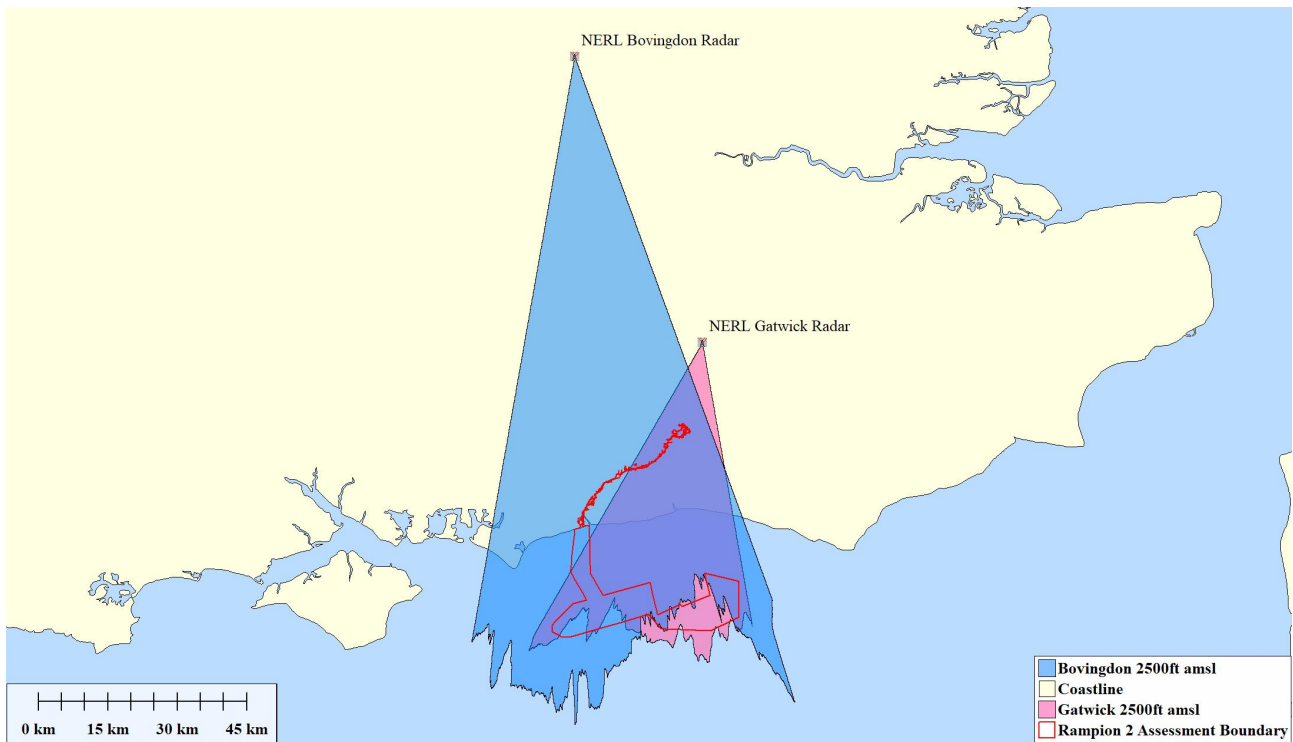 NERL Bovingdon Radar
NERL Gatwick Radar
Bovingdon 2500ft amsl
Coastline
Gatwick 2500ft amsl
Rampion 2 Assessment Boundary
0 km 15 km 30 km 45 km